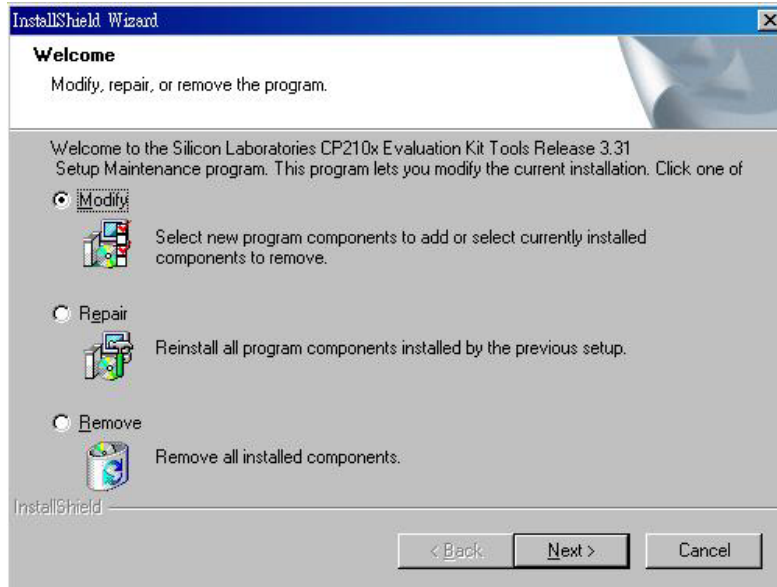 InstallShield Wizard
Welcome
Modify, repair, or remove the program.
Welcome to the Silicon Laboratories CP210x Evaluation Kit Tools Release 3.31
Setup Maintenance program. This program lets you modify the current installation. Click one of
Modify
Select new program components to add or select currently installed
components to remove.
Repair
Reinstall all program components installed by the previous setup.
Remove
Remove all installed components.
InstallShield
< Back
Next >
Cancel